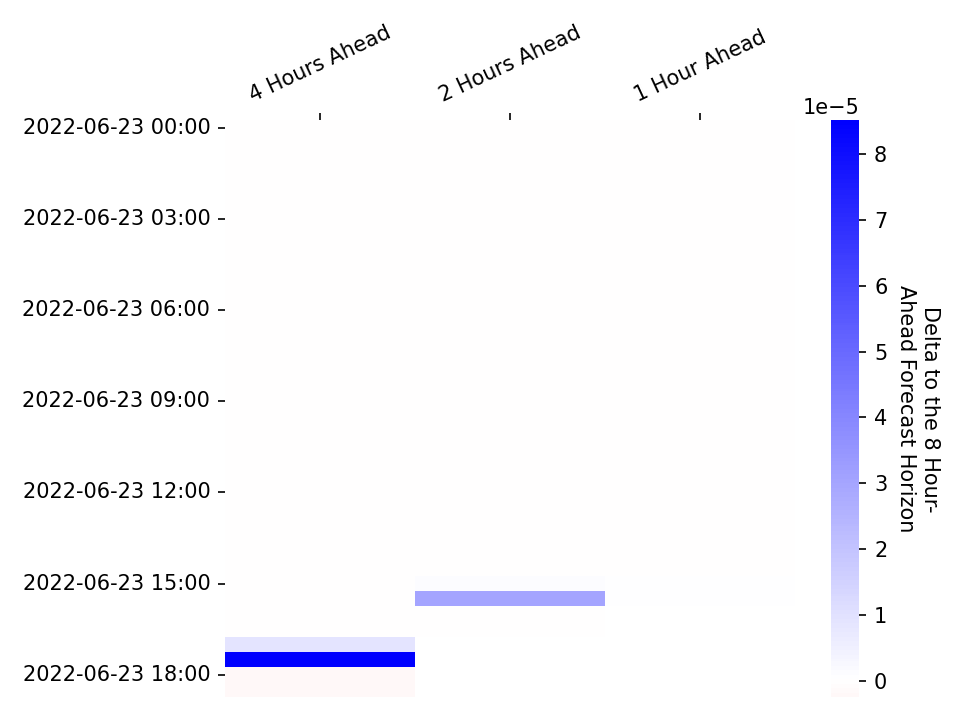 4 Hours Ahead
2 Hours Ahead
1 Hour Ahead
2022-06-23 00:00
2022-06-23 03:00
2022-06-23 06:00
2022-06-23 09:00
2022-06-23 12:00
2022-06-23 15:00
2022-06-23 18:00
1e−5
8
7
6
5
4
3
2
1
0
Delta to the 8 Hour-
Ahead Forecast Horizon